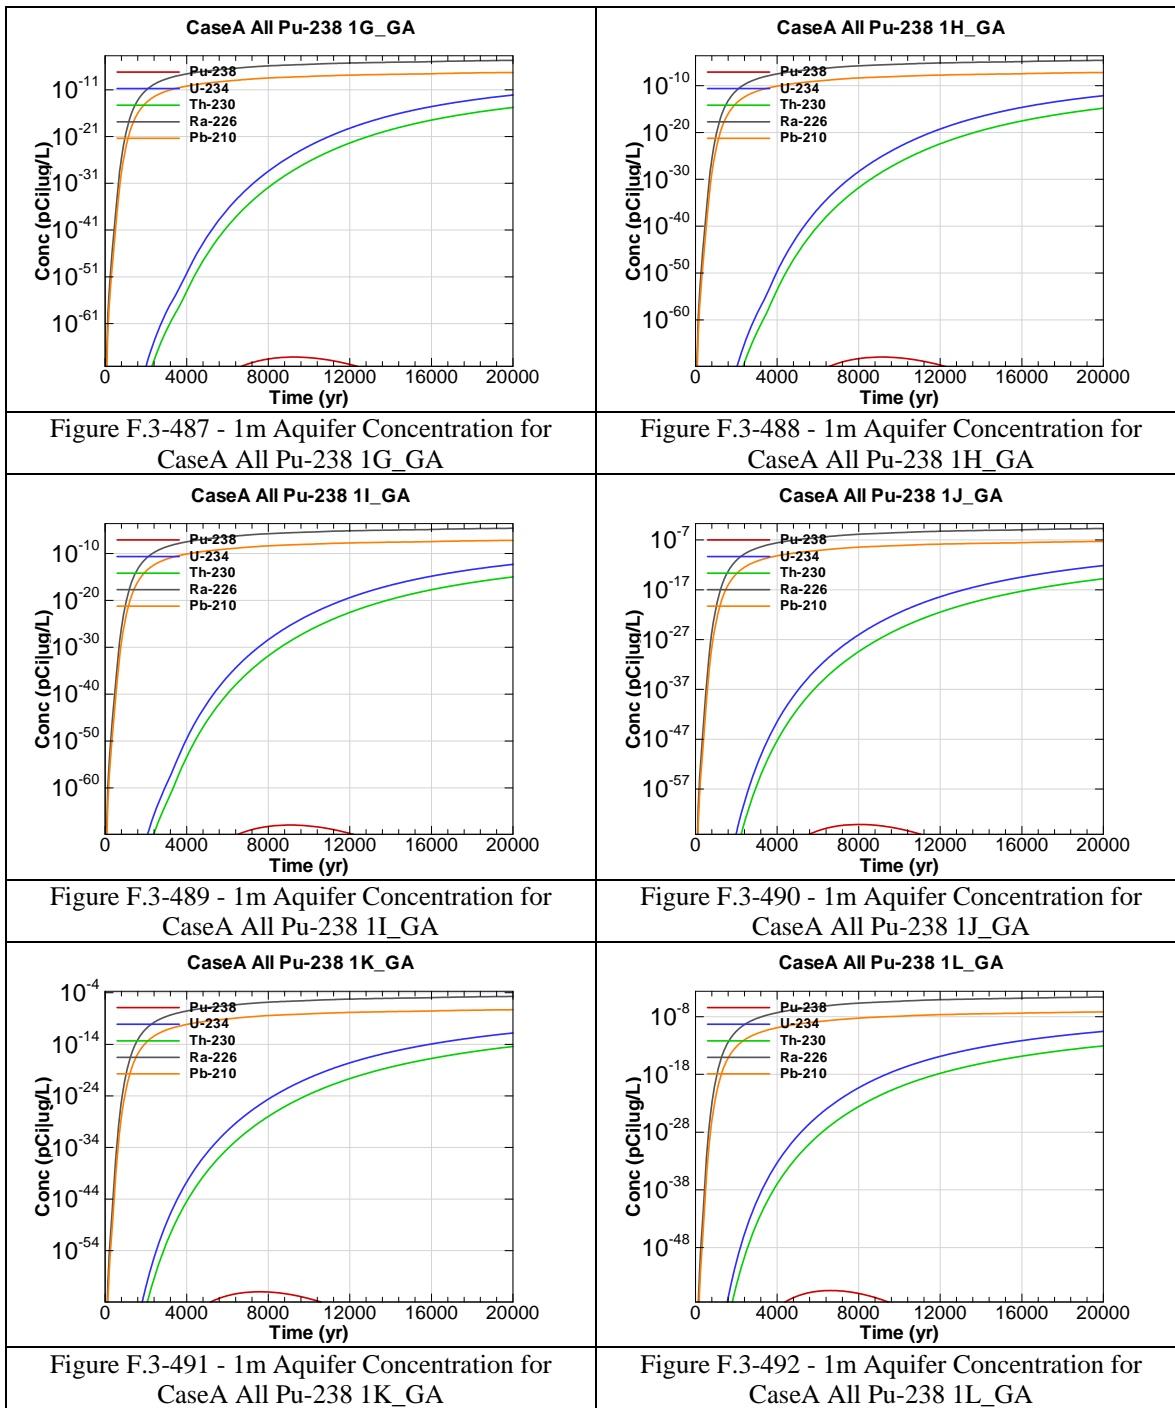 CaseA All Pu-238 1G_GA
Conc (pCi|ug/L)
10-11
10-21
10-31
10-41
10-51
10-61
Pu-238
U-234
Th-230
Ra-226
Pb-210
0 4000 8000 12000 16000 20000
Time (yr)
Figure F.3-487 - 1m Aquifer Concentration for
CaseA All Pu-238 1G_GA
CaseA All Pu-238 1H_GA
Conc (pCi|ug/L)
10-10
10-20
10-30
10-40
10-50
10-60
Pu-238
U-234
Th-230
Ra-226
Pb-210
0 4000 8000 12000 16000 20000
Time (yr)
Figure F.3-488 - 1m Aquifer Concentration for
CaseA All Pu-238 1H_GA
CaseA All Pu-238 1I_GA
Conc (pCi|ug/L)
10-10
10-20
10-30
10-40
10-50
10-60
Pu-238
U-234
Th-230
Ra-226
Pb-210
0 4000 8000 12000 16000 20000
Time (yr)
Figure F.3-489 - 1m Aquifer Concentration for
CaseA All Pu-238 1I_GA
CaseA All Pu-238 1J_GA
Conc (pCi|ug/L)
10-7
10-17
10-27
10-37
10-47
10-57
Pu-238
U-234
Th-230
Ra-226
Pb-210
0 4000 8000 12000 16000 20000
Time (yr)
Figure F.3-490 - 1m Aquifer Concentration for
CaseA All Pu-238 1J_GA
CaseA All Pu-238 1K_GA
Conc (pCi|ug/L)
10-4
10-14
10-24
10-34
10-44
10-54
Pu-238
U-234
Th-230
Ra-226
Pb-210
0 4000 8000 12000 16000 20000
Time (yr)
Figure F.3-491 - 1m Aquifer Concentration for
CaseA All Pu-238 1K_GA
CaseA All Pu-238 1L_GA
Conc (pCi|ug/L)
10-8
10-18
10-28
10-38
10-48
Pu-238
U-234
Th-230
Ra-226
Pb-210
0 4000 8000 12000 16000 20000
Time (yr)
Figure F.3-492 - 1m Aquifer Concentration for
CaseA All Pu-238 1L_GA